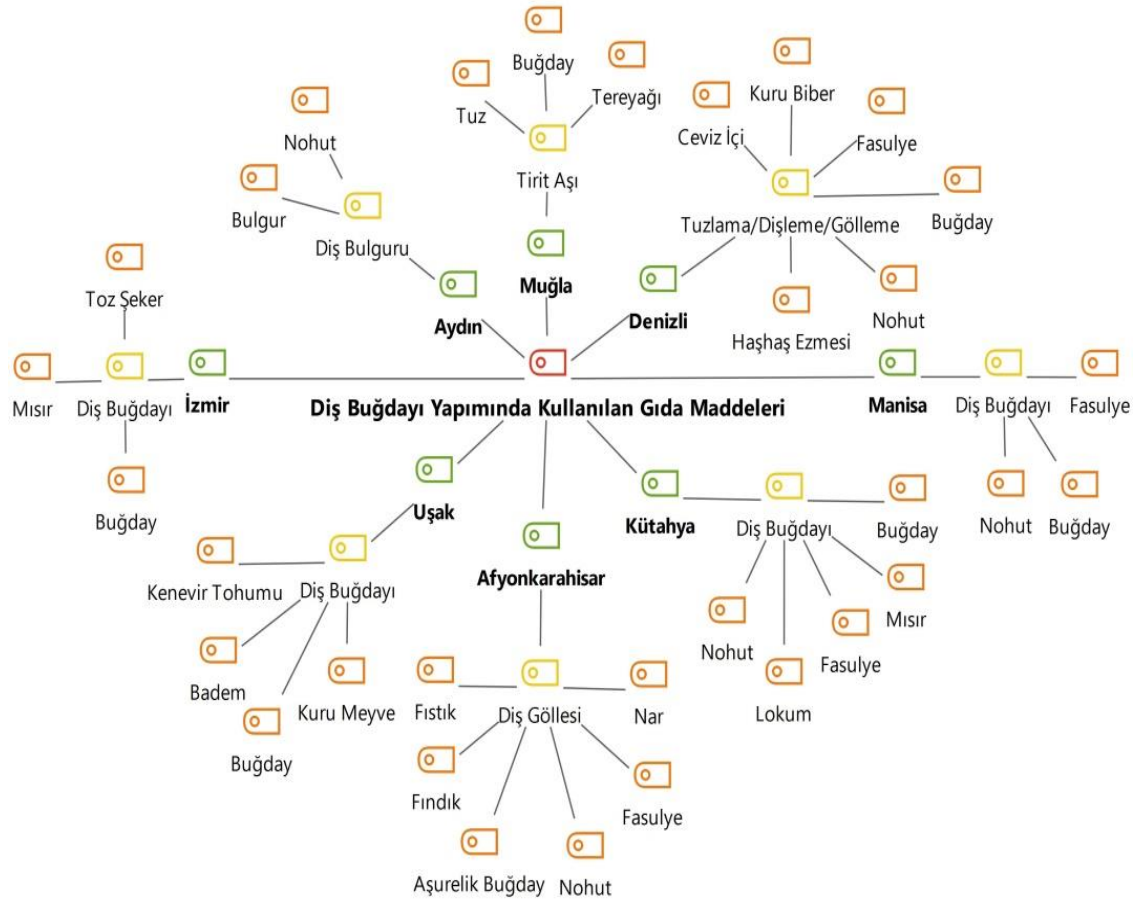 Buğday
Tuz
Tereyağı
Tirit Aşı
Muğla
Nohut
Bulgur
Diş Bulguru
Aydın
Kuru Biber
Ceviz İçi
Fasulye
Tuzlama/Dişleme/Gölleme
Buğday
Denizli
Haşhaş Ezmesi
Nohut
Toz Şeker
Mısır
Diş Buğdayı
İzmir
Buğday
Diş Buğdayı Yapımında Kullanılan Gıda Maddeleri
Manisa
Diş Buğdayı
Fasulye
Nohut
Buğday
Uşak
Kenevir Tohumu
Diş Buğdayı
Badem
Kuru Meyve
Buğday
Afyonkarahisar
Fıstık
Diş Göllesi
Nar
Fındık
Fasulye
Aşurelik Buğday
Nohut
Kütahya
Diş Buğdayı
Buğday
Mısır
Nohut
Fasulye
Lokum